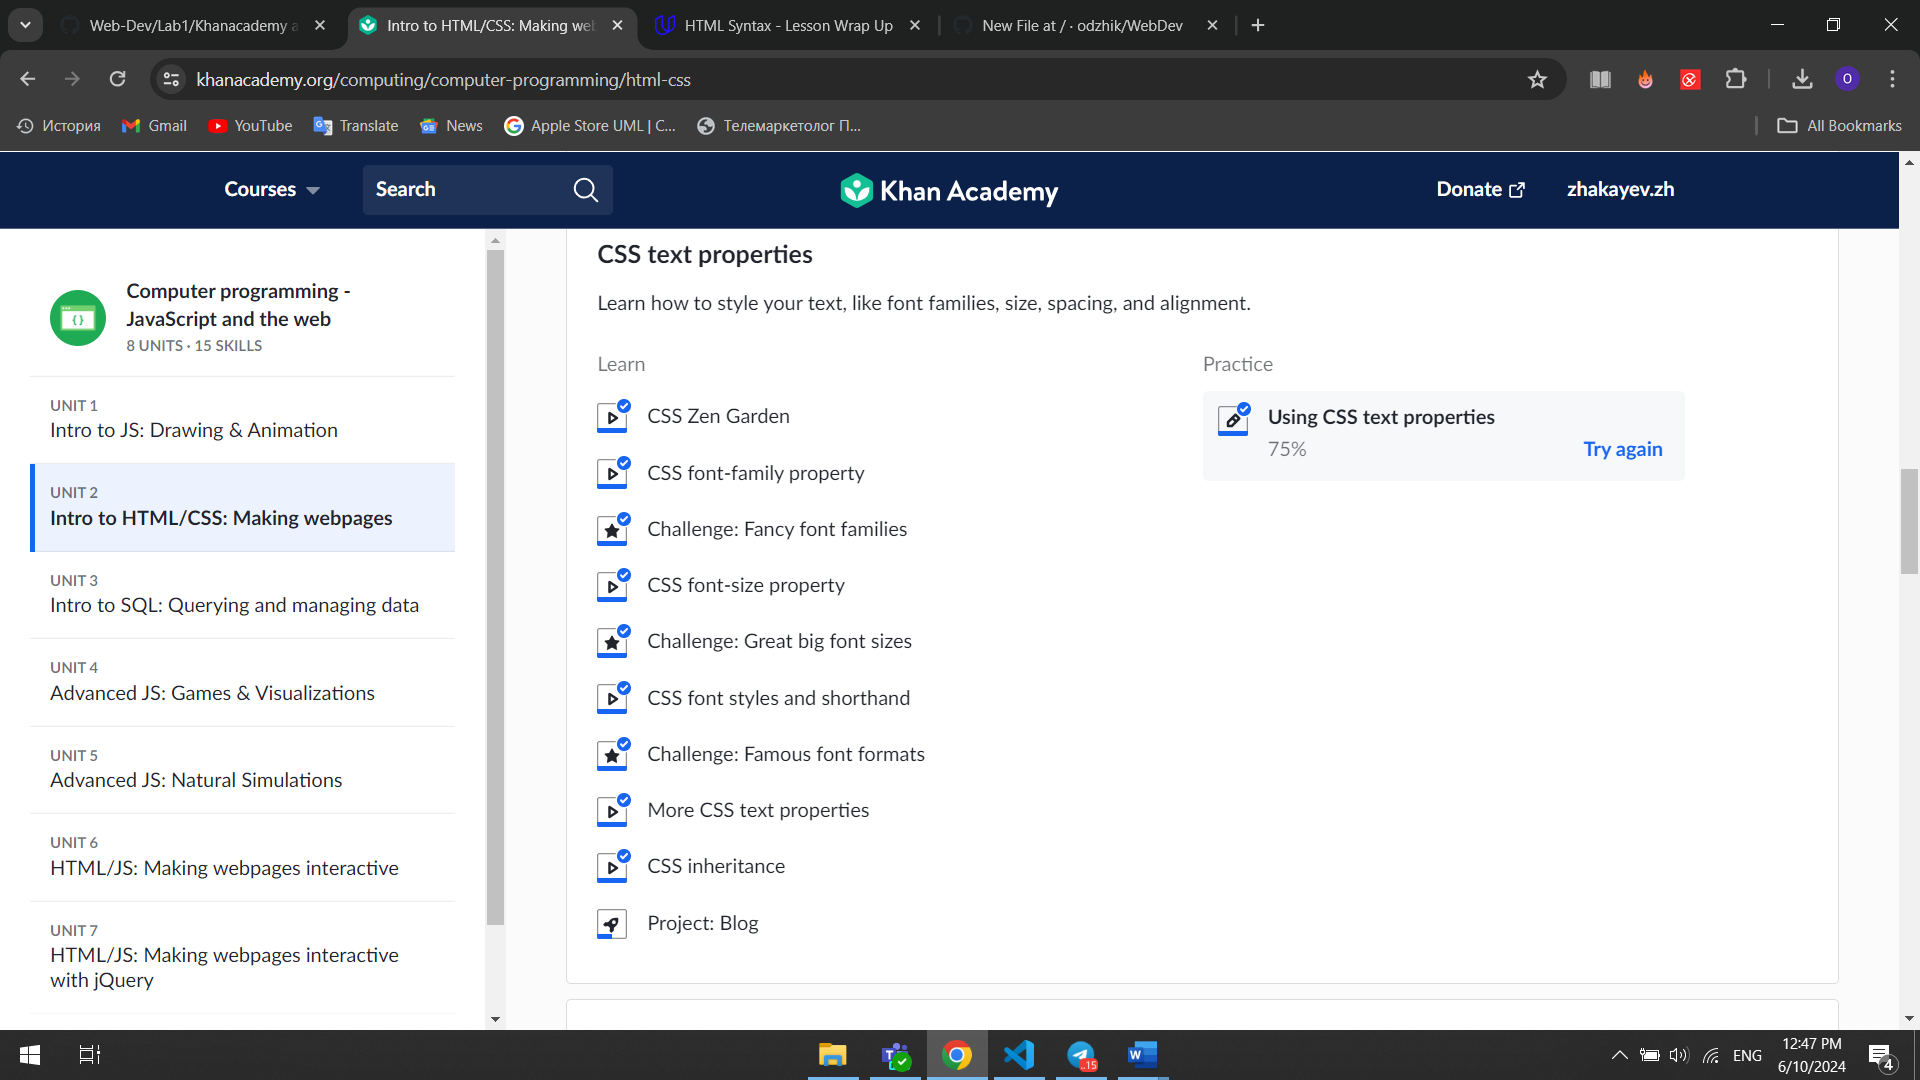 Web-Dev/Lab1/Khanacademy a
Intro to HTML/CSS: Making we
HTML Syntax - Lesson Wrap Up
New File at / · odzhik/WebDev
khanacademy.org/computing/computer-programming/html-css
O
История
Gmail
YouTube
Translate
News
Apple Store UML | C...
Телемаркетолог П...
All Bookmarks
Courses
Search
Khan Academy
Donate
zhakayev.zh
Computer programming -
JavaScript and the web
8 UNITS · 15 SKILLS
UNIT 1
Intro to JS: Drawing & Animation
UNIT 2
Intro to HTML/CSS: Making webpages
UNIT 3
Intro to SQL: Querying and managing data
UNIT 4
Advanced JS: Games & Visualizations
UNIT 5
Advanced JS: Natural Simulations
UNIT 6
HTML/JS: Making webpages interactive
UNIT 7
HTML/JS: Making webpages interactive
with jQuery
CSS text properties
Learn how to style your text, like font families, size, spacing, and alignment.
Learn
CSS Zen Garden
CSS font-family property
Challenge: Fancy font families
CSS font-size property
Challenge: Great big font sizes
CSS font styles and shorthand
Challenge: Famous font formats
More CSS text properties
CSS inheritance
Project: Blog
Practice
Using CSS text properties
75%
Try again
..15
ENG
12:47 PM
6/10/2024
4